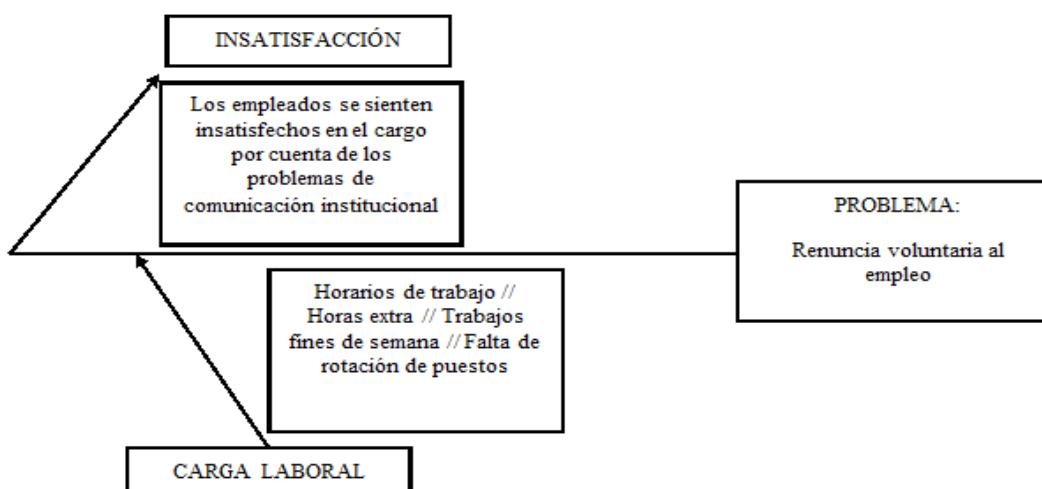 INSATISFACCIÓN
Los empleados se sienten
insatisfechos en el cargo
por cuenta de los
problemas de
comunicación institucional
PROBLEMA:
Renuncia voluntaria al
empleo
Horarios de trabajo //
Horas extra // Trabajos
fines de semana // Falta de
rotación de puestos
CARGA LABORAL